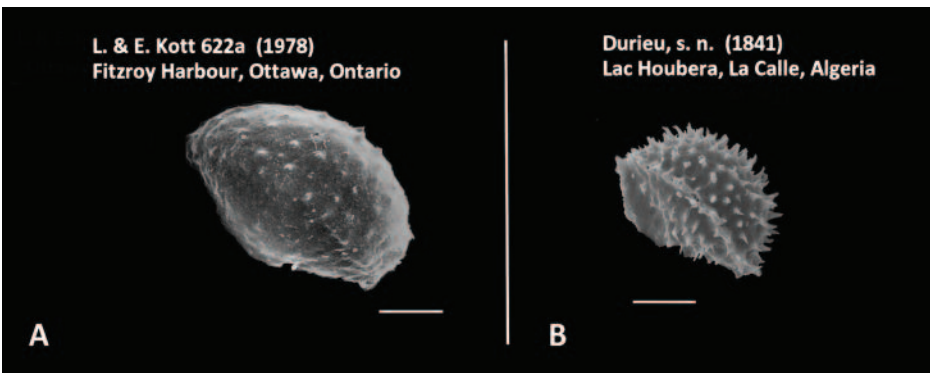 L. & E. Kott 622a (1978)
Fitzroy Harbour, Ottawa, Ontario
Durieu, s. n. (1841)
Lac Houbera, La Calle, Algeria
A
B